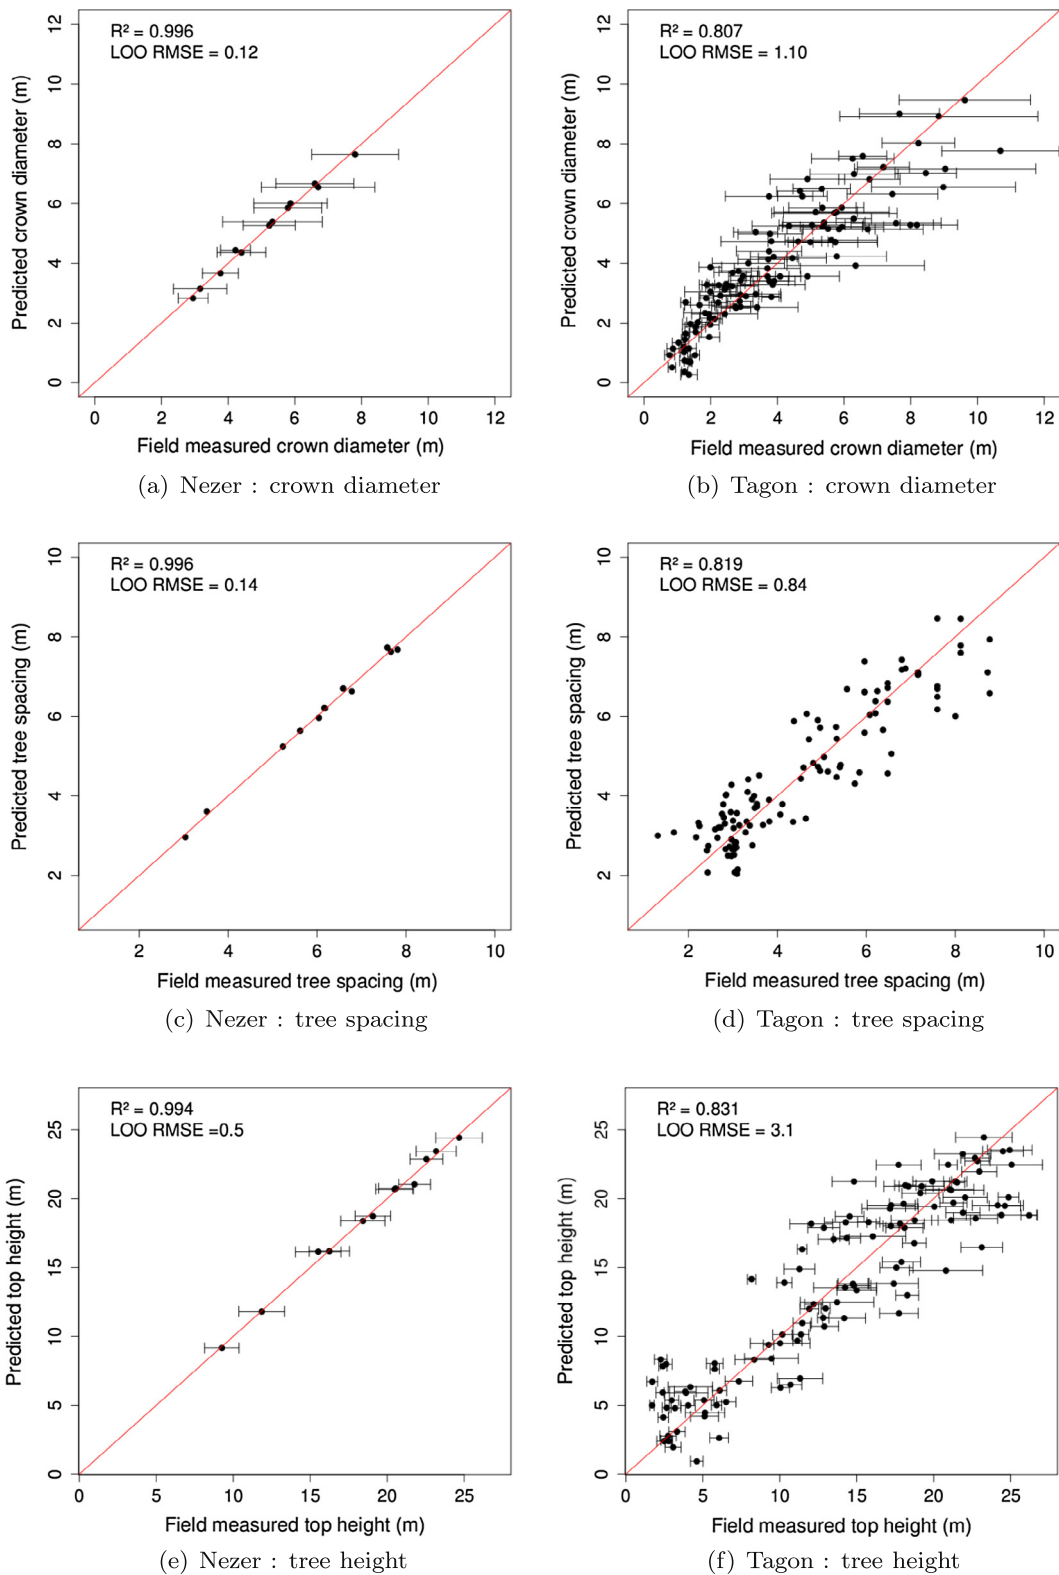 R² = 0.996
LOO RMSE = 0.12
Predicted crown diameter (m)
0 2 4 6 8 10 12
0 2 4 6 8 10 12
Field measured crown diameter (m)
(a) Nezer : crown diameter
R² = 0.807
LOO RMSE = 1.10
Predicted crown diameter (m)
0 2 4 6 8 10 12
0 2 4 6 8 10 12
Field measured crown diameter (m)
(b) Tagon : crown diameter
R² = 0.996
LOO RMSE = 0.14
Predicted tree spacing (m)
2 4 6 8 10
2 4 6 8 10
Field measured tree spacing (m)
(c) Nezer : tree spacing
R² = 0.819
LOO RMSE = 0.84
Predicted tree spacing (m)
2 4 6 8 10
2 4 6 8 10
Field measured tree spacing (m)
(d) Tagon : tree spacing
R² = 0.994
LOO RMSE =0.5
Predicted top height (m)
0 5 10 15 20 25
0 5 10 15 20 25
Field measured top height (m)
(e) Nezer : tree height
R² = 0.831
LOO RMSE = 3.1
Predicted top height (m)
0 5 10 15 20 25
0 5 10 15 20 25
Field measured top height (m)
(f) Tagon : tree height